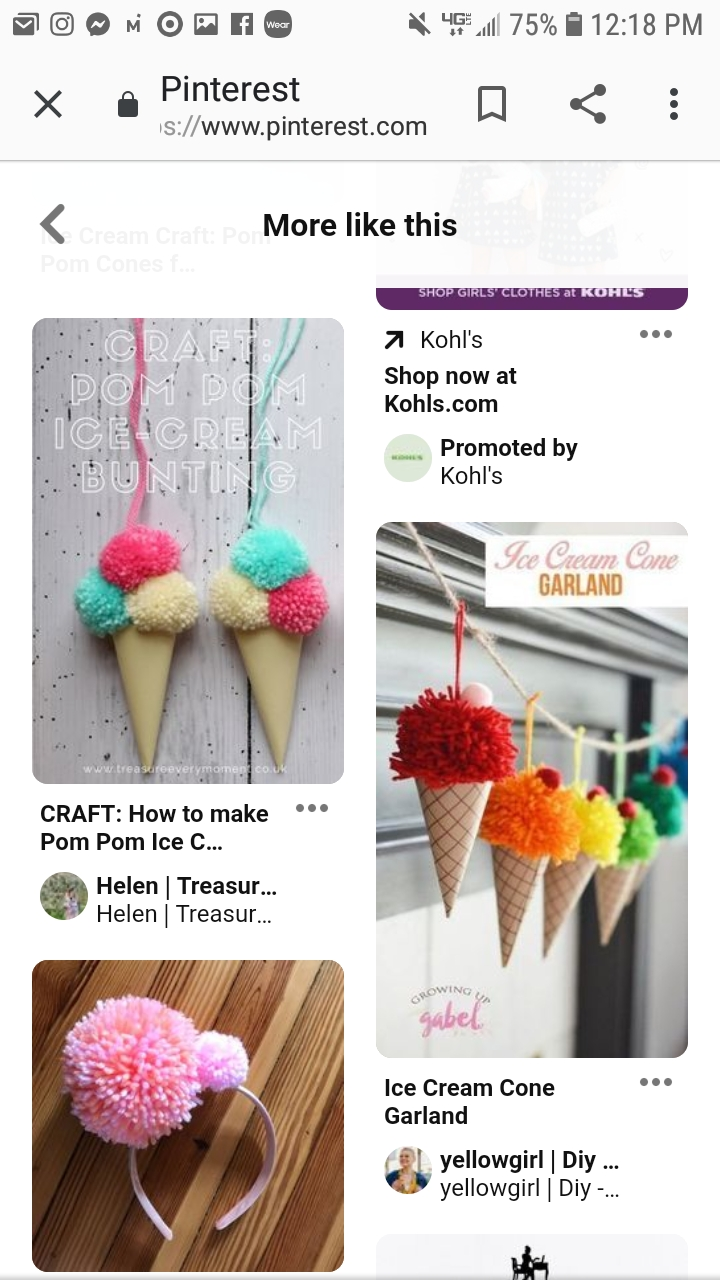 Wear
4G LTE
75%
12:18 PM
Pinterest
s://www.pinterest.com
More like this
Ice Cream Craft: Pom
Pom Cones f...
CRAFT:
POM POM
ICE-CREAM
BUNTING
www.treasureeverymoment.co.uk
CRAFT: How to make
Pom Pom Ice C...
Helen | Treasur...
Helen | Treasur...
SHOP GIRLS' CLOTHES at KOHL'S
Kohl's
Shop now at
Kohls.com
KOHL'S
Promoted by
Kohl's
Ice Cream Cone
GARLAND
GROWING UP
gabel
Ice Cream Cone
Garland
yellowgirl | Diy ...
yellowgirl | Diy -...